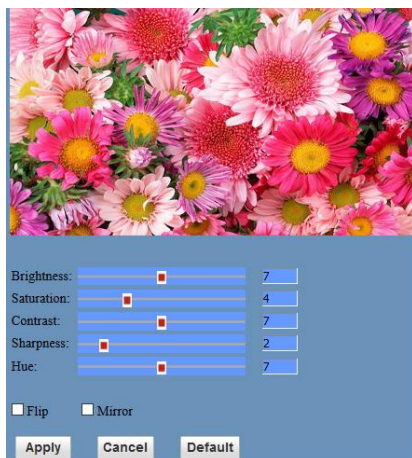 Brightness: 7
Saturation: 4
Contrast: 7
Sharpness: 2
Hue: 7
Flip Mirror
Apply Cancel Default